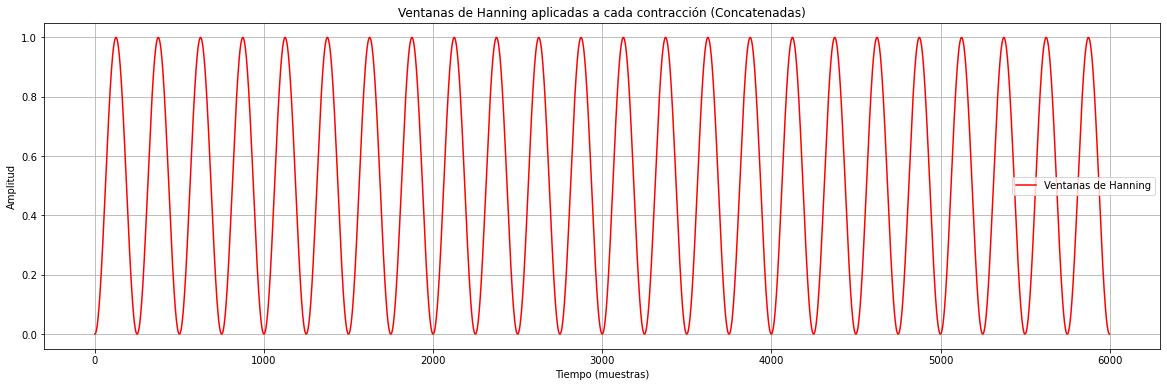 Ventanas de Hanning aplicadas a cada contracción (Concatenadas)
1.0
0.8
0.6
0.4
0.2
0.0
Amplitud
Ventanas de Hanning
0 1000 2000 3000 4000 5000 6000
Tiempo (muestras)